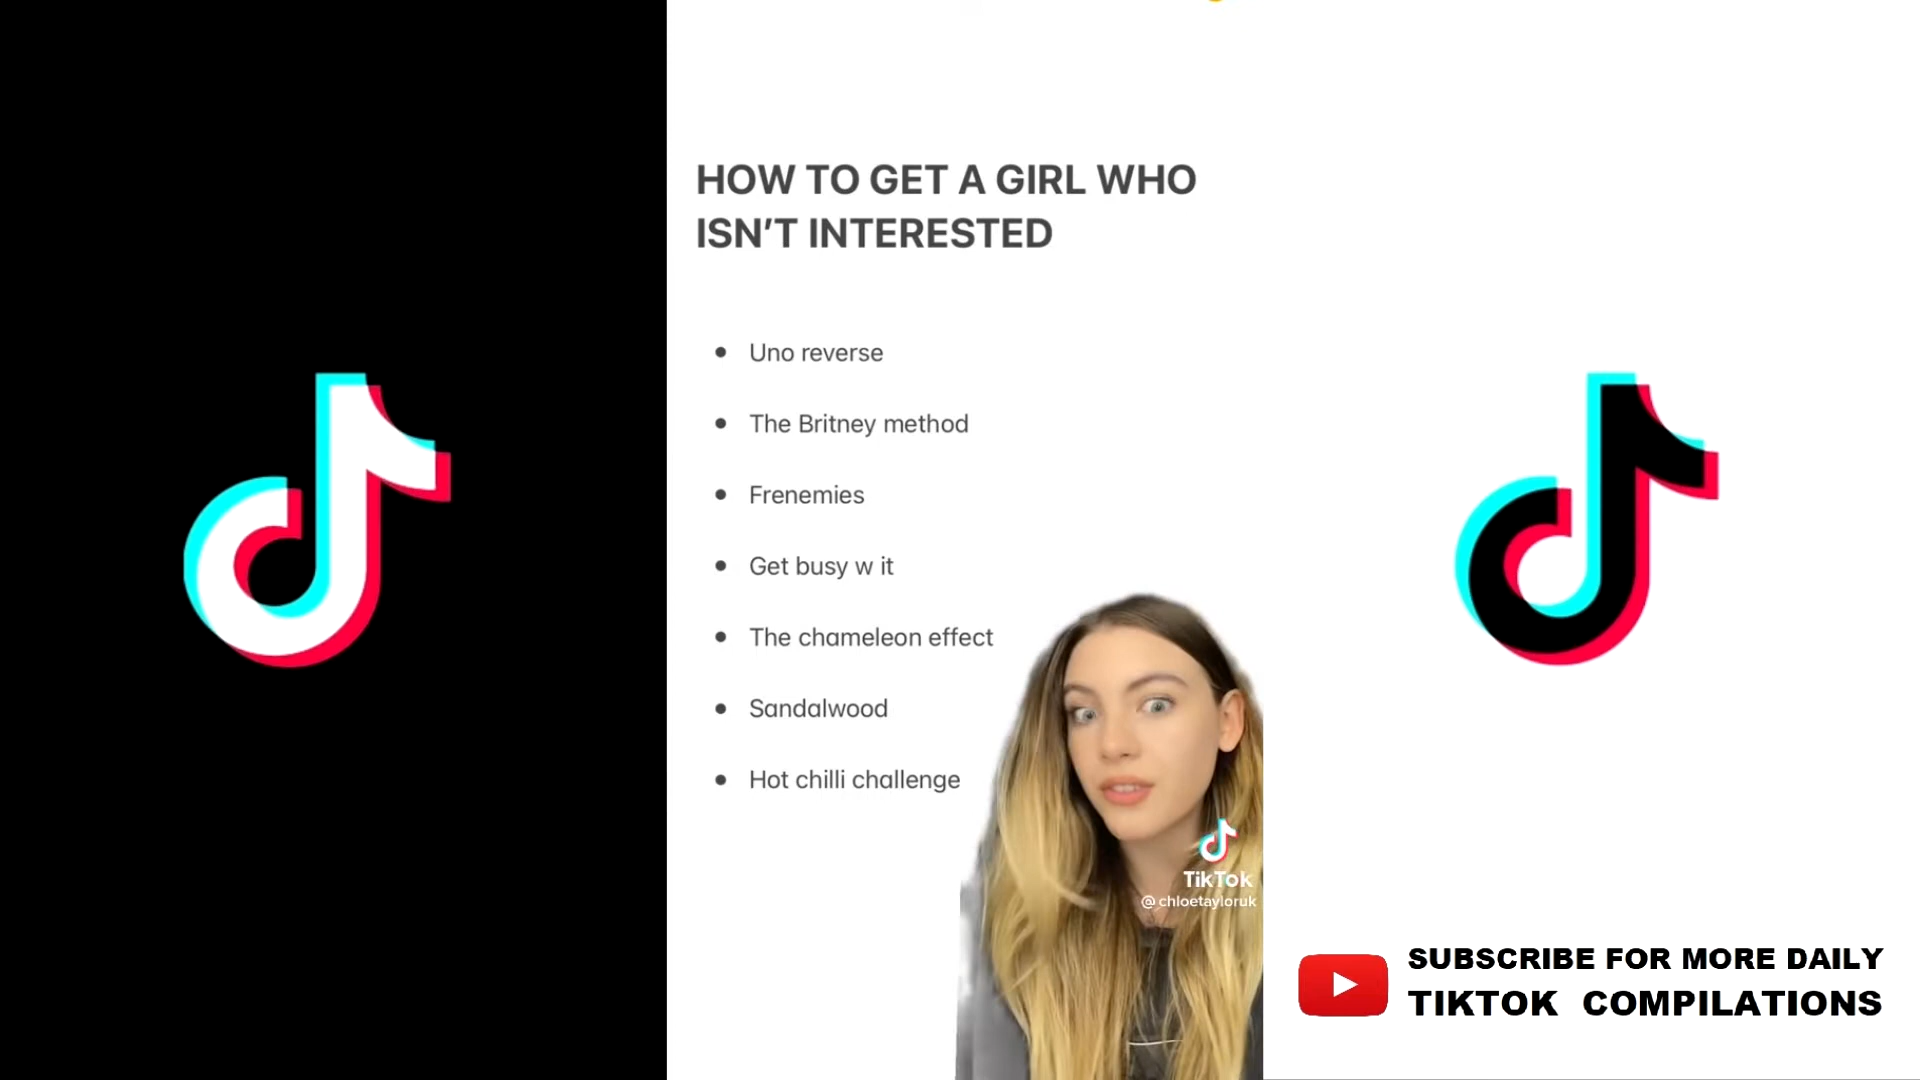 HOW TO GET A GIRL WHO
ISN'T INTERESTED
Uno reverse
The Britney method
Frenemies
Get busy w it
The chameleon effect
Sandalwood
Hot chilli challenge
TikTok
@chloetayloruk
SUBSCRIBE FOR MORE DAILY
TIKTOK COMPILATIONS